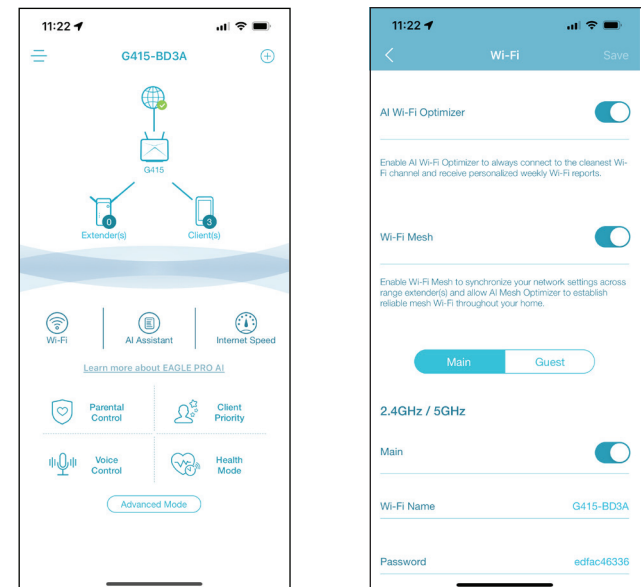 11:22
G415-BD3A
G415
0
3
Extender(s)
Client(s)
Wi-Fi
AI Assistant
Internet Speed
Learn more about EAGLE PRO AI
Parental
Control
Client
Priority
Voice
Control
Health
Mode
Advanced Mode
11:22
Wi-Fi
Save
AI Wi-Fi Optimizer
Enable AI Wi-Fi Optimizer to always connect to the cleanest Wi-
Fi channel and receive personalized weekly Wi-Fi reports.
Wi-Fi Mesh
Enable Wi-Fi Mesh to synchronize your network settings across
range extender(s) and allow AI Mesh Optimizer to establish
reliable mesh Wi-Fi throughout your home.
Main
Guest
2.4GHz / 5GHz
Main
Wi-Fi Name
G415-BD3A
Password
edfac46336